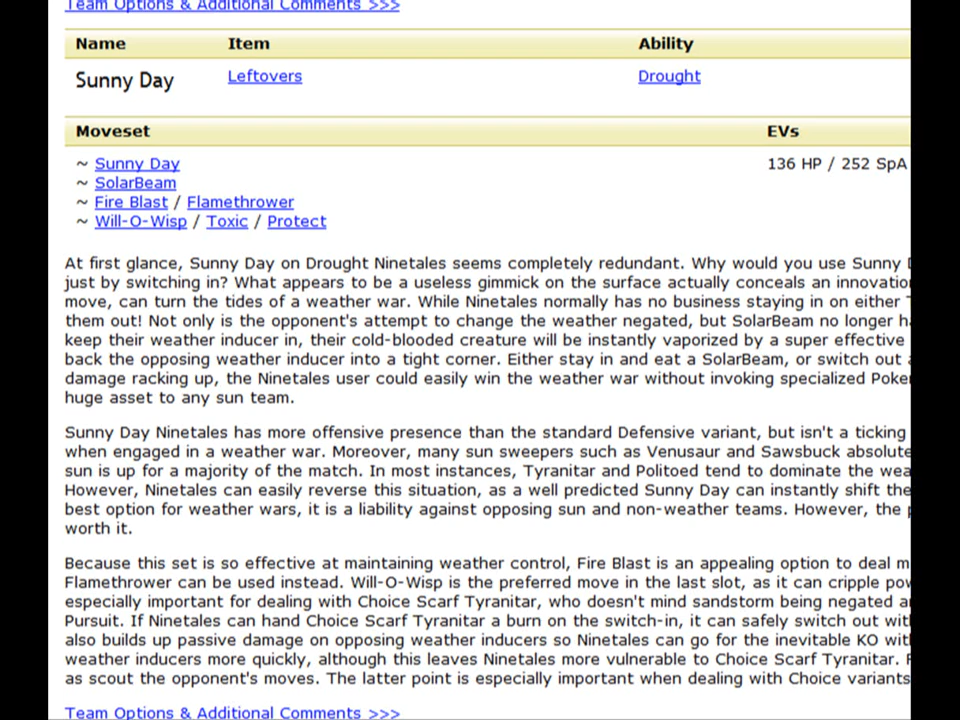 Team Options & Additional Comments >>>
Name Item Ability
Sunny Day Leftovers Drought
Moveset EVs
~ Sunny Day 136 HP / 252 SpA
~ SolarBeam
~ Fire Blast / Flamethrower
~ Will-O-Wisp / Toxic / Protect
At first glance, Sunny Day on Drought Ninetales seems completely redundant. Why would you use Sunny
just by switching in? What appears to be a useless gimmick on the surface actually conceals an
move, can turn the tides of a weather war. While Ninetales normally has no business staying in on either
them out! Not only is the opponent's attempt to change the weather negated, but SolarBeam no longer
keep their weather inducer in, their cold-blooded creature will be instantly vaporized by a super effective
back the opposing weather inducer into a tight corner. Either stay in and eat a SolarBeam, or switch out
damage racking up, the Ninetales user could easily win the weather war without invoking specialized
huge asset to any sun team.
Sunny Day Ninetales has more offensive presence than the standard Defensive variant, but isn't a ticking
when engaged in a weather war. Moreover, many sun sweepers such as Venusaur and Sawsbuck
sun is up for a majority of the match. In most instances, Tyranitar and Politoed tend to dominate the
However, Ninetales can easily reverse this situation, as a well predicted Sunny Day can instantly shift the
best option for weather wars, it is a liability against opposing sun and non-weather teams. However, the
worth it.
Because this set is so effective at maintaining weather control, Fire Blast is an appealing option to deal
Flamethrower can be used instead. Will-O-Wisp is the preferred move in the last slot, as it can cripple
especially important for dealing with Choice Scarf Tyranitar, who doesn't mind sandstorm being negated
Pursuit. If Ninetales can hand Choice Scarf Tyranitar a burn on the switch-in, it can safely switch out
also builds up passive damage on opposing weather inducers so Ninetales can go for the inevitable KO
weather inducers more quickly, although this leaves Ninetales more vulnerable to Choice Scarf Tyranitar.
as scout the opponent's moves. The latter point is especially important when dealing with Choice variants
Team Options & Additional Comments >>>